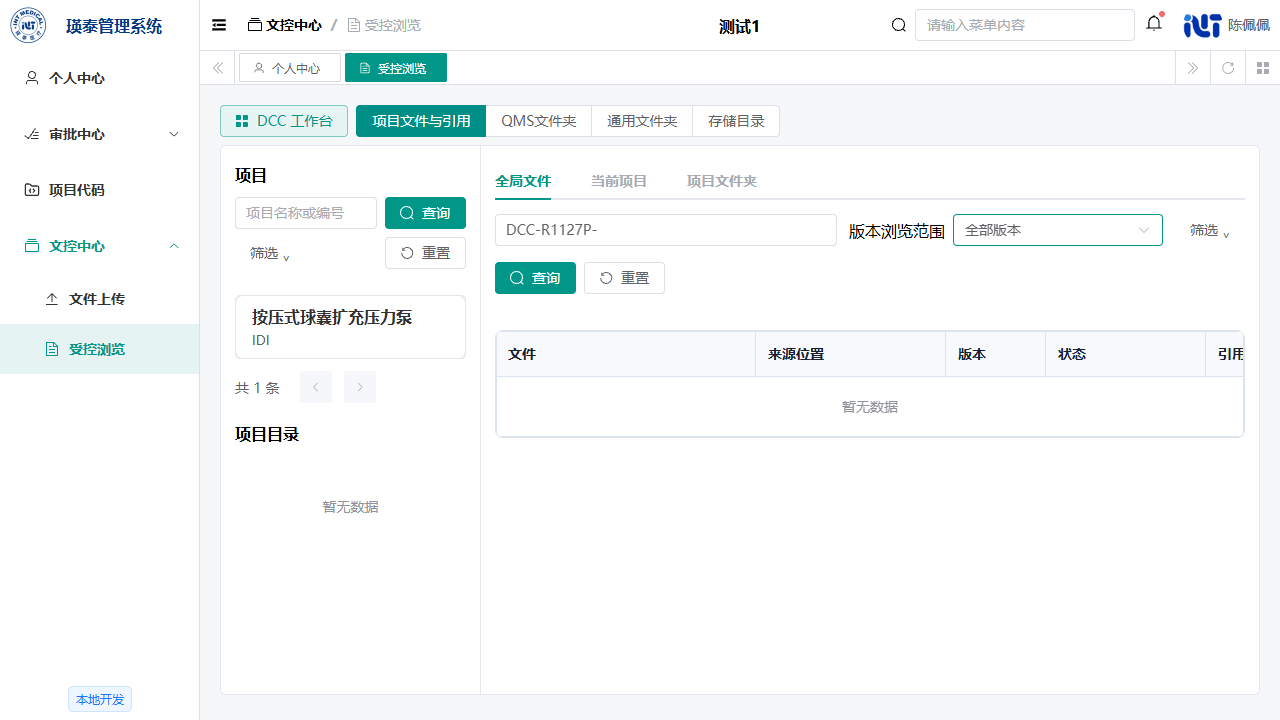 瑛泰管理系统
文控中心 / 受控浏览
测试1
请输入菜单内容
陈佩佩
个人中心
受控浏览
个人中心
审批中心
项目代码
文控中心
文件上传
受控浏览
本地开发
DCC 工作台
项目文件与引用
QMS文件夹
通用文件夹
存储目录
项目
项目名称或编号
查询
筛选
重置
按压式球囊扩充压力泵
IDI
共 1 条
项目目录
暂无数据
全局文件
当前项目
项目文件夹
DCC-R1127P-
版本浏览范围
全部版本
筛选
查询
重置
文件
来源位置
版本
状态
引用
暂无数据